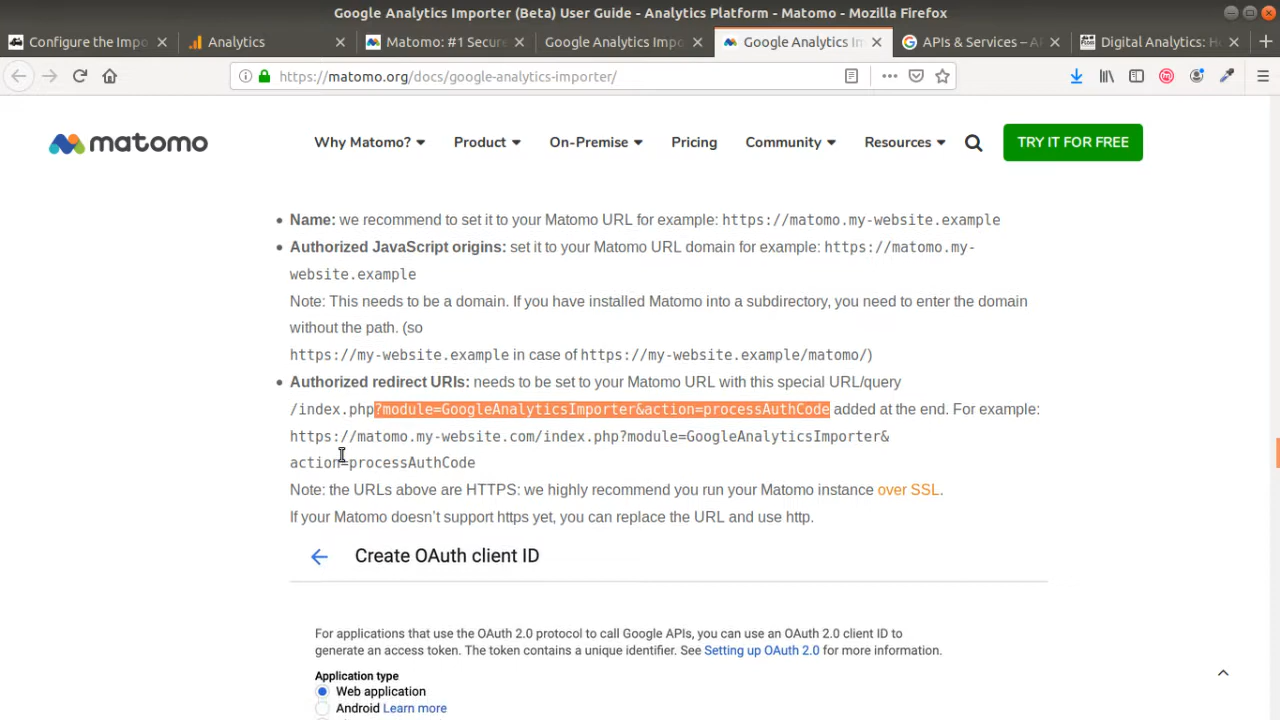 Google Analytics Importer (Beta) User Guide - Analytics Platform - Matomo - Mozilla Firefox
Configure the Impo
Analytics
Matomo: #1 Secure
Google Analytics Impo
Google Analytics Im
APIs & Services – A
Digital Analytics: Ho
https://matomo.org/docs/google-analytics-importer/
matomo
Why Matomo?
Product
On-Premise
Pricing
Community
Resources
TRY IT FOR FREE
Name: we recommend to set it to your Matomo URL for example: https://matomo.my-website.example
Authorized JavaScript origins: set it to your Matomo URL domain for example: https://matomo.my-
website.example
Note: This needs to be a domain. If you have installed Matomo into a subdirectory, you need to enter the domain
without the path. (so
https://my-website.example in case of https://my-website.example/matomo/)
Authorized redirect URIs: needs to be set to your Matomo URL with this special URL/query
/index.php?module=GoogleAnalyticsImporter&action=processAuthCode added at the end. For example:
https://matomo.my-website.com/index.php?module=GoogleAnalyticsImporter&
action=processAuthCode
Note: the URLs above are HTTPS: we highly recommend you run your Matomo instance over SSL.
If your Matomo doesn’t support https yet, you can replace the URL and use http.
Create OAuth client ID
For applications that use the OAuth 2.0 protocol to call Google APIs, you can use an OAuth 2.0 client ID to
generate an access token. The token contains a unique identifier. See Setting up OAuth 2.0 for more information.
Application type
Web application
Android Learn more